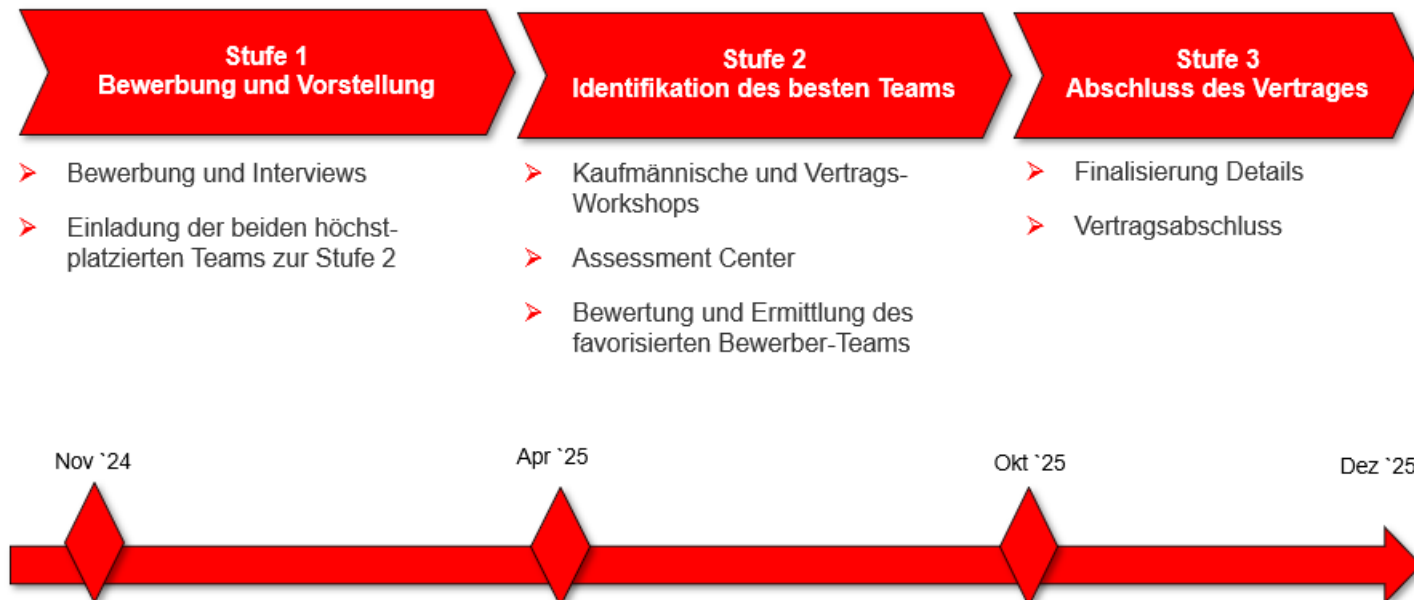 Stufe 1
Bewerbung und Vorstellung
Stufe 2
Identifikation des besten Teams
Stufe 3
Abschluss des Vertrages
Bewerbung und Interviews
Einladung der beiden höchst-
platzierten Teams zur Stufe 2
Kaufmännische und Vertrags-
Workshops
Assessment Center
Bewertung und Ermittlung des
favorisierten Bewerber-Teams
Finalisierung Details
Vertragsabschluss
Nov `24
Apr `25
Okt `25
Dez `25